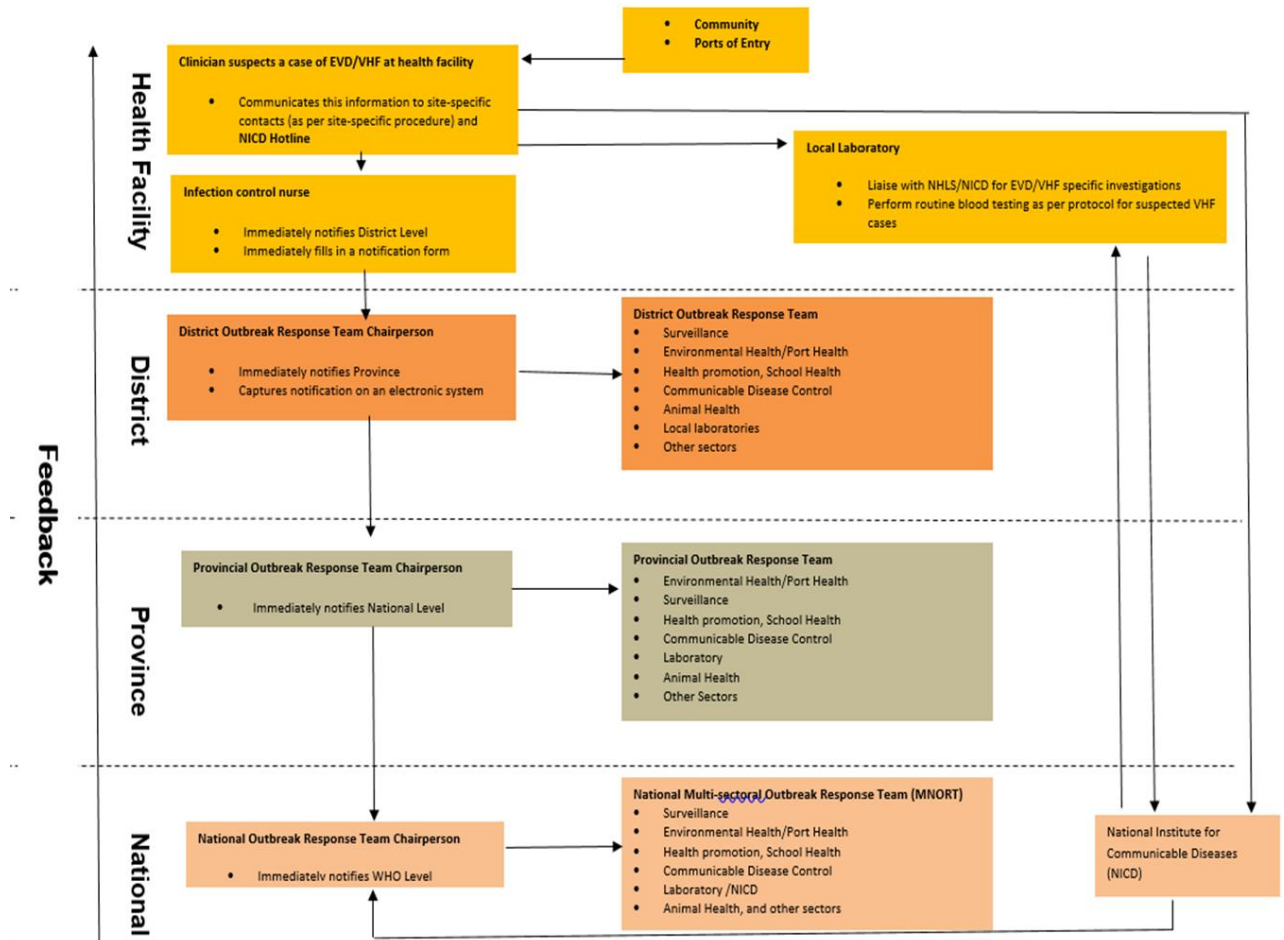 • Community
• Ports of Entry
Clinician suspects a case of EVD/VHF at health facility
• Communicates this information to site-specific
contacts (as per site-specific procedure) and
NICD Hotline
Local Laboratory
• Liaise with NHLS/NICD for EVD/VHF specific investigations
• Perform routine blood testing as per protocol for suspected VHF
cases
Infection control nurse
• Immediately notifies District Level
• Immediately fills in a notification form
Health Facility
District Outbreak Response Team Chairperson
• Immediately notifies Province
• Captures notification on an electronic system
District Outbreak Response Team
• Surveillance
• Environmental Health/Port Health
• Health promotion, School Health
• Communicable Disease Control
• Animal Health
• Local laboratories
• Other sectors
District
Feedback
Provincial Outbreak Response Team Chairperson
• Immediately notifies National Level
Provincial Outbreak Response Team
• Environmental Health/Port Health
• Surveillance
• Health promotion, School Health
• Communicable Disease Control
• Laboratory
• Animal Health
• Other Sectors
Province
National Outbreak Response Team Chairperson
• Immediately notifies WHO Level
National Multi-sectoral Outbreak Response Team (MNORT)
• Surveillance
• Environmental Health/Port Health
• Health promotion, School Health
• Communicable Disease Control
• Laboratory /NICD
• Animal Health, and other sectors
National Institute for
Communicable Diseases
(NICD)
National